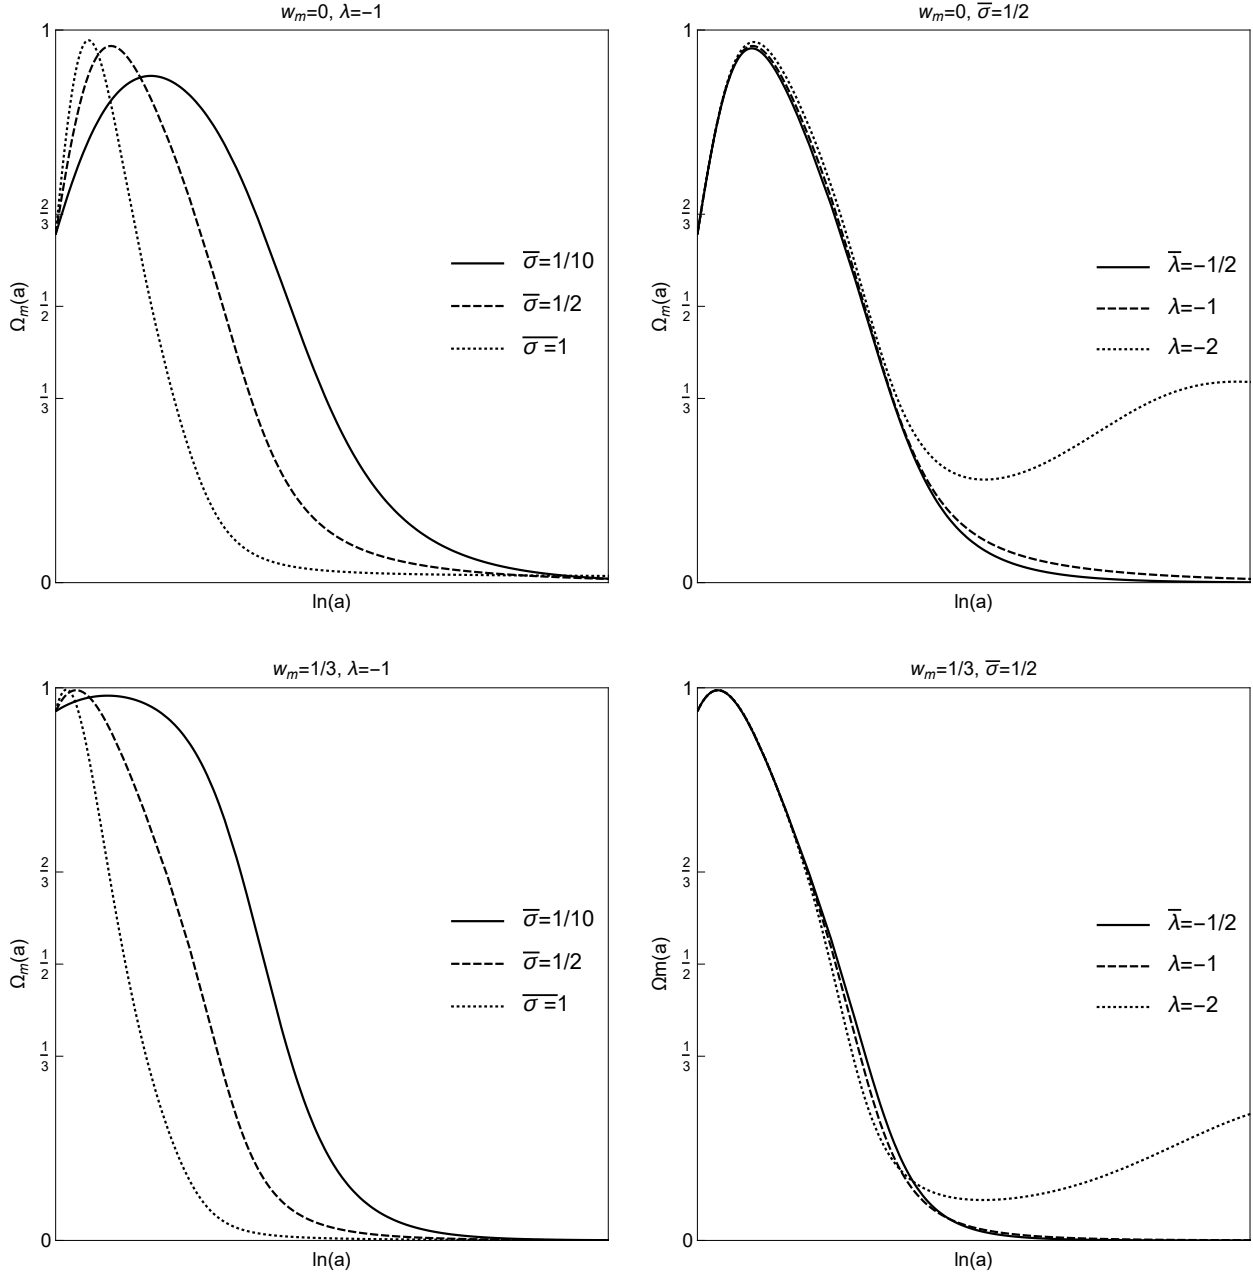 w_m=0, λ=−1
1
2/3
1/2
1/3
0
Ω_m(a)
ln(a)
σ̅=1/10
σ̅=1/2
σ̅=1
w_m=0, σ̅=1/2
1
2/3
1/2
1/3
0
Ω_m(a)
ln(a)
λ̅=−1/2
λ=−1
λ=−2
w_m=1/3, λ=−1
1
2/3
1/2
1/3
0
Ω_m(a)
ln(a)
σ̅=1/10
σ̅=1/2
σ̅=1
w_m=1/3, σ̅=1/2
1
2/3
1/2
1/3
0
Ωm(a)
ln(a)
λ̅=−1/2
λ=−1
λ=−2